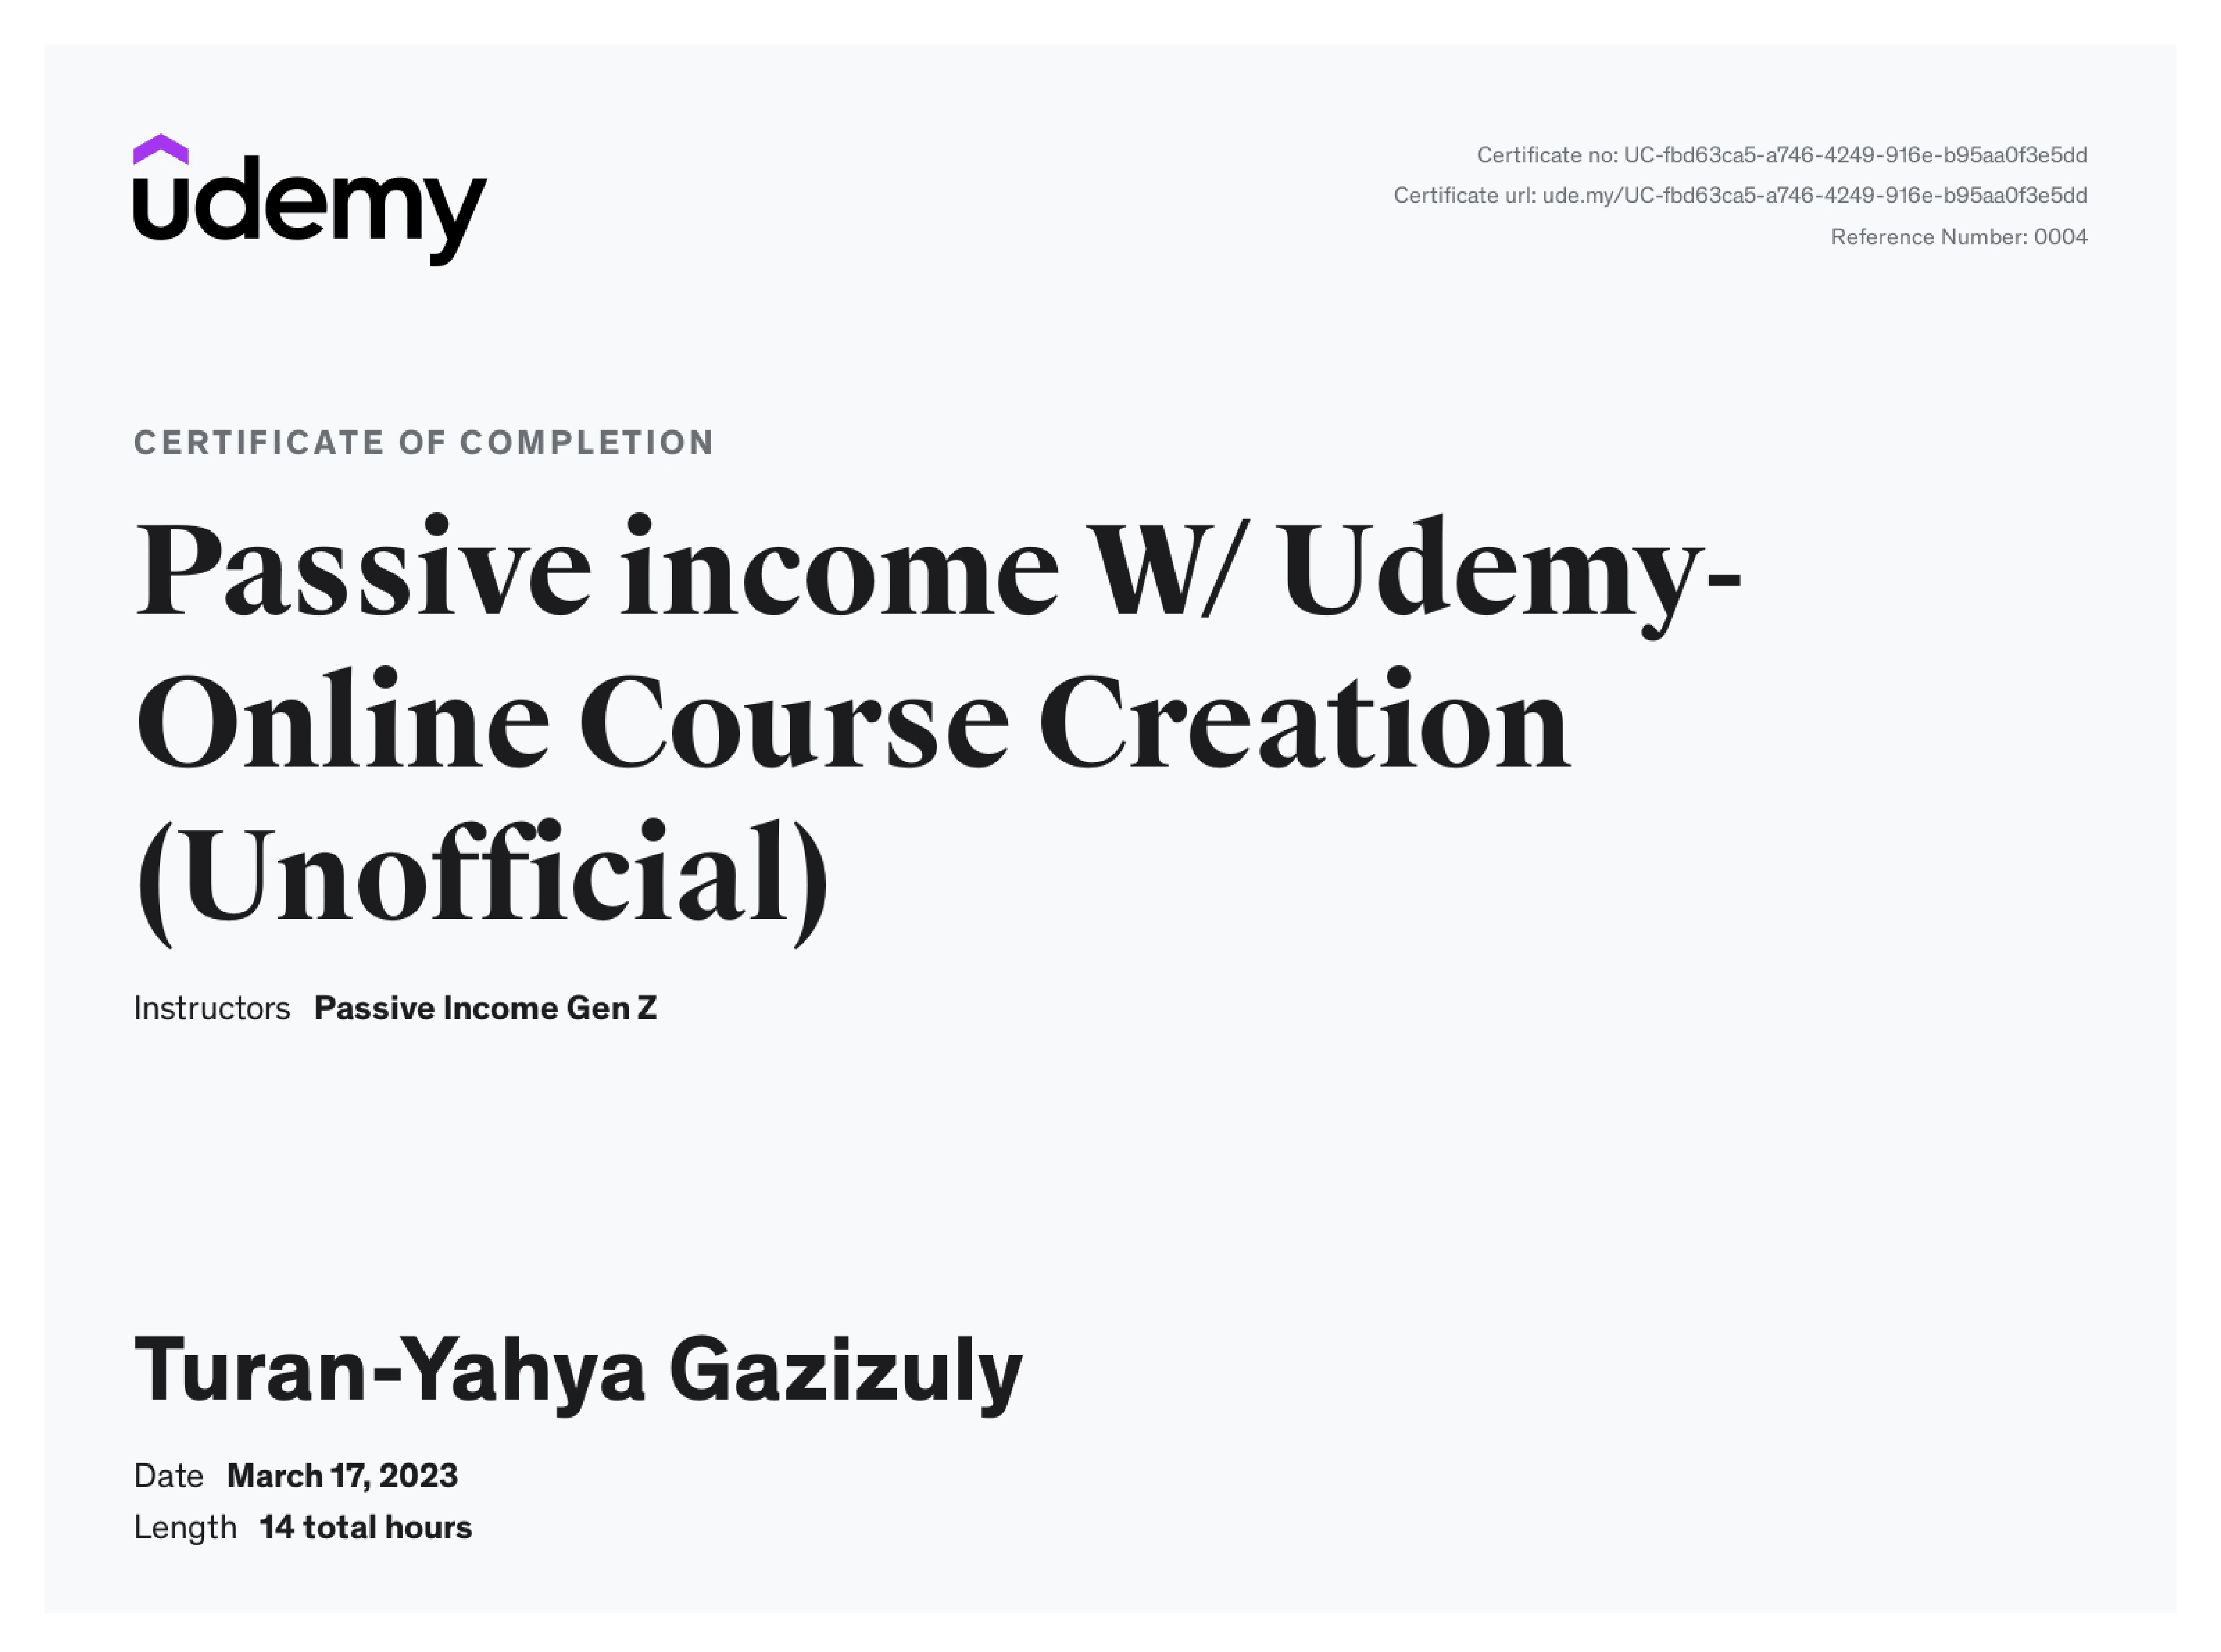 udemy
Certificate no: UC-fbd63ca5-a746-4249-916e-b95aa0f3e5dd
Certificate url: ude.my/UC-fbd63ca5-a746-4249-916e-b95aa0f3e5dd
Reference Number: 0004
CERTIFICATE OF COMPLETION
Passive income W/ Udemy-
Online Course Creation
(Unofficial)
Instructors Passive Income Gen Z
Turan-Yahya Gazizuly
Date March 17, 2023
Length 14 total hours